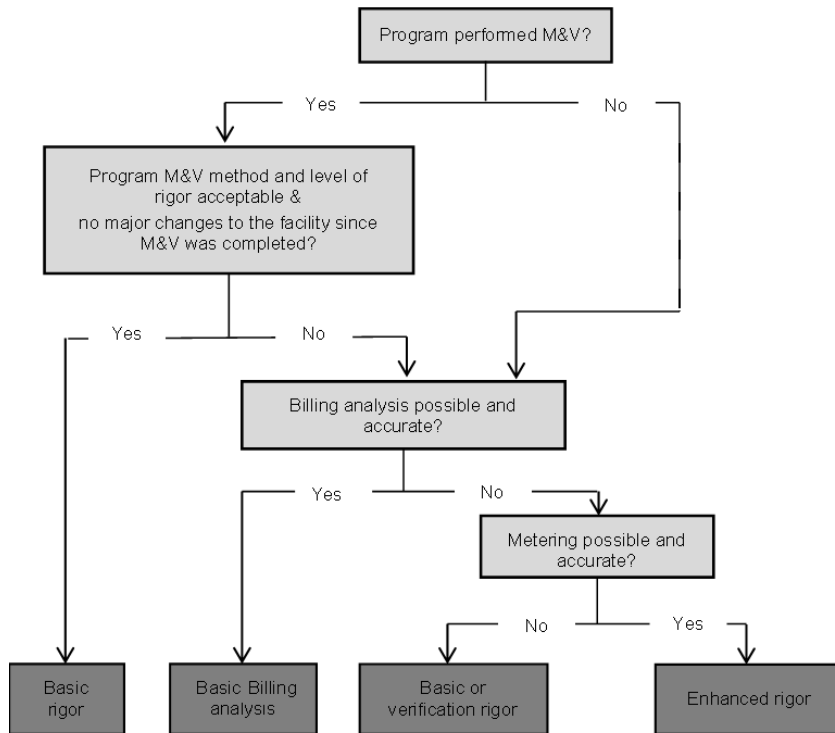 Program performed M&V?
Yes
No
Program M&V method and level of
rigor acceptable &
no major changes to the facility since
M&V was completed?
Yes
No
Billing analysis possible and
accurate?
Yes
No
Metering possible and
accurate?
No
Yes
Basic
rigor
Basic Billing
analysis
Basic or
verification rigor
Enhanced rigor